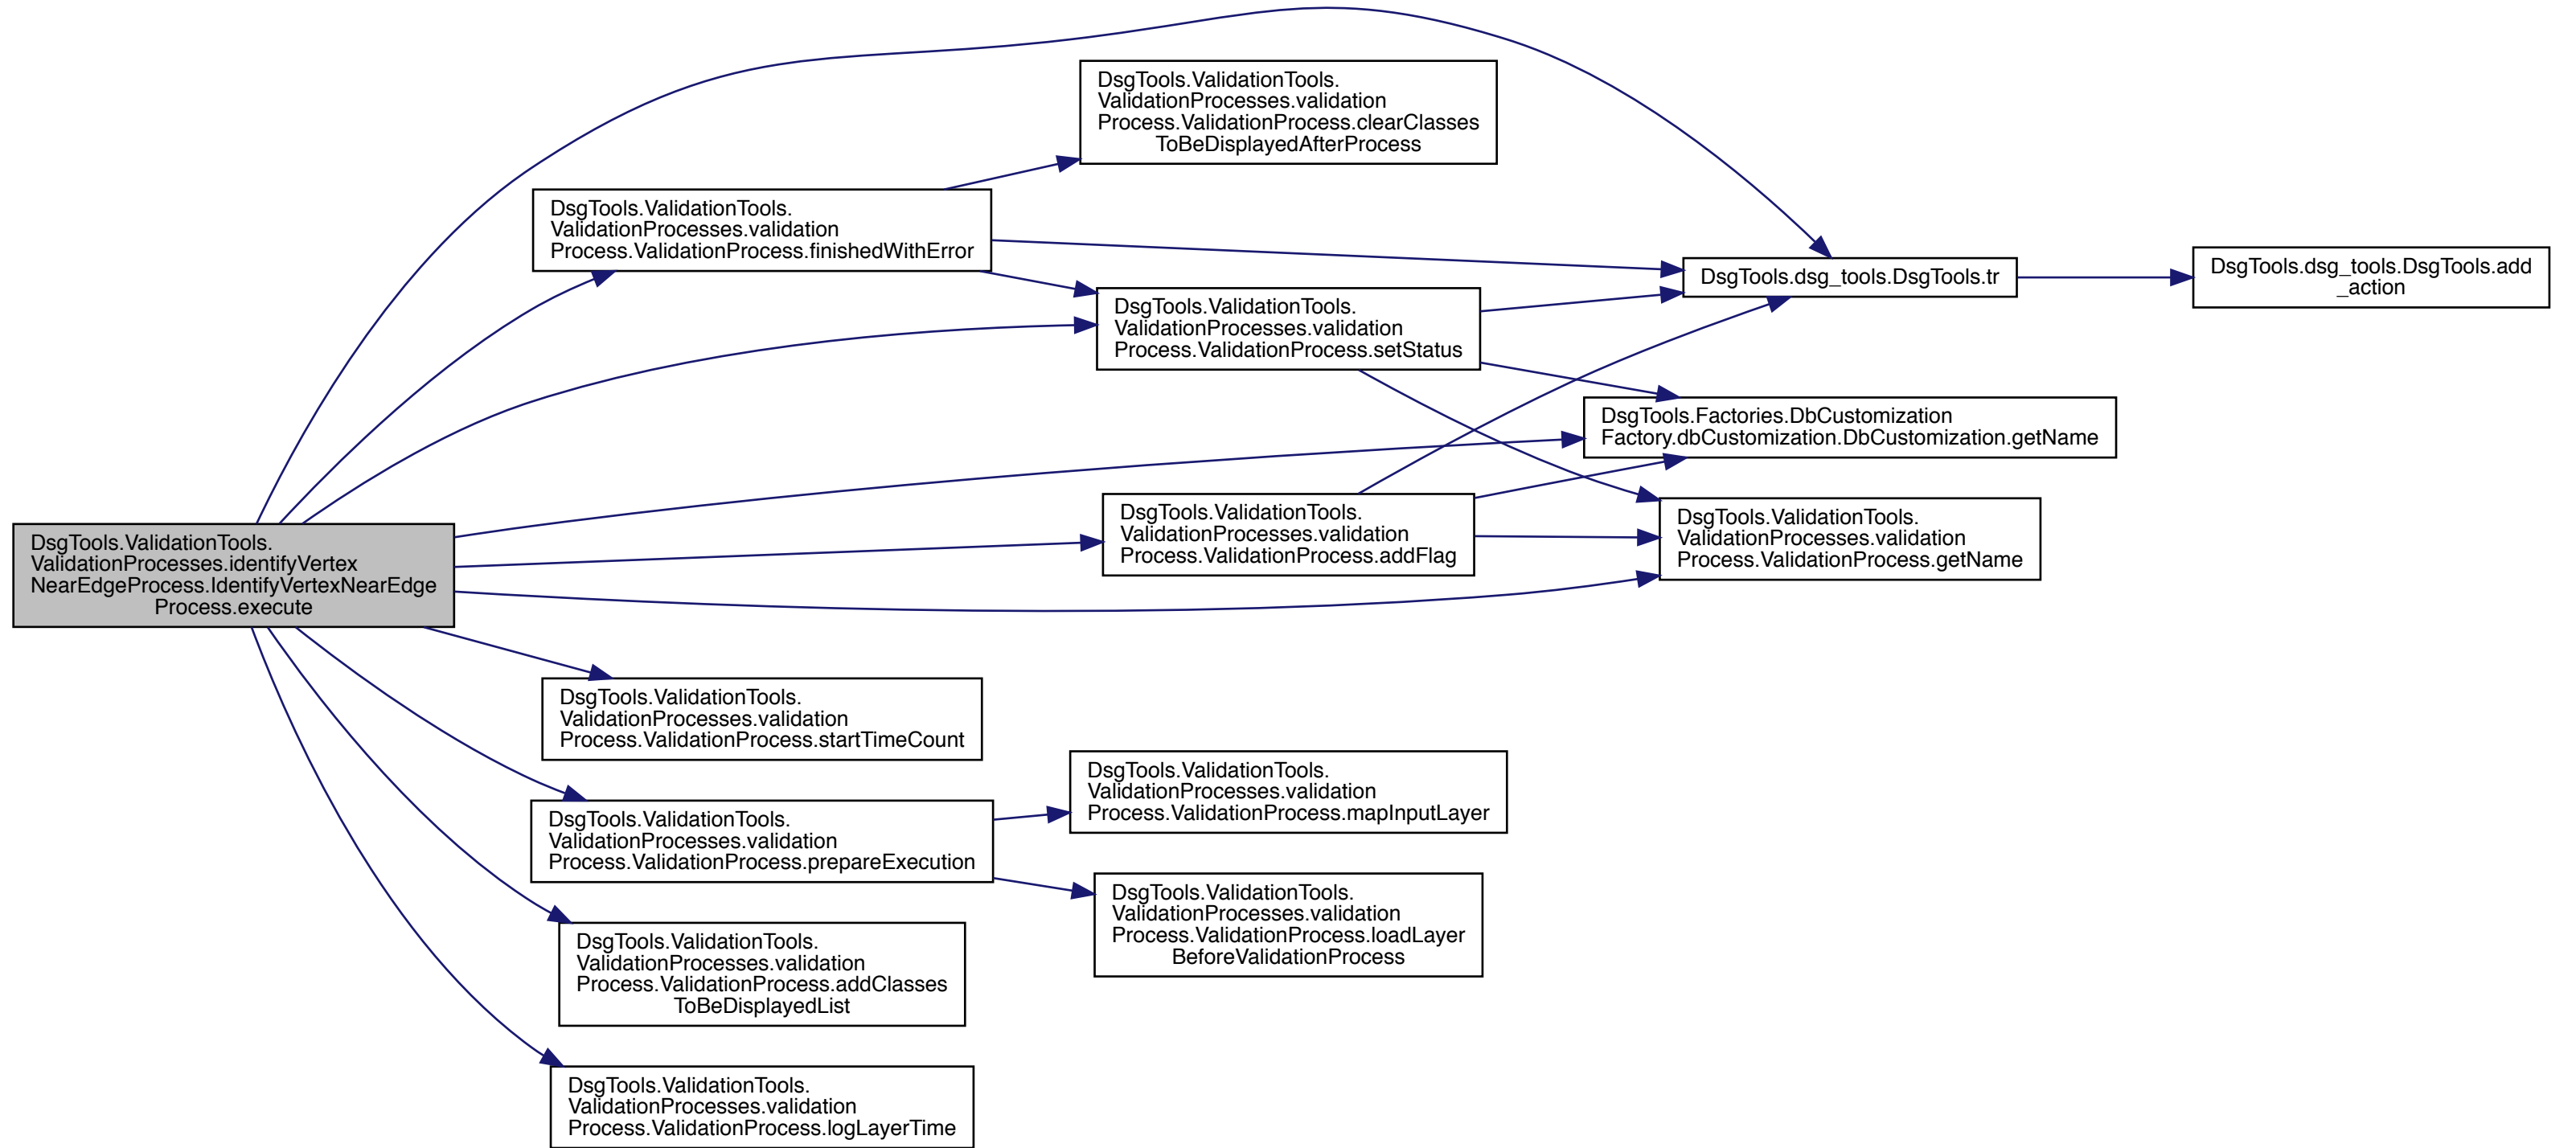 DsgTools.ValidationTools.
ValidationProcesses.identifyVertex
NearEdgeProcess.IdentifyVertexNearEdge
Process.execute
DsgTools.ValidationTools.
ValidationProcesses.validation
Process.ValidationProcess.finishedWithError
DsgTools.ValidationTools.
ValidationProcesses.validation
Process.ValidationProcess.clearClasses
ToBeDisplayedAfterProcess
DsgTools.ValidationTools.
ValidationProcesses.validation
Process.ValidationProcess.setStatus
DsgTools.dsg_tools.DsgTools.tr
DsgTools.dsg_tools.DsgTools.add
_action
DsgTools.Factories.DbCustomization
Factory.dbCustomization.DbCustomization.getName
DsgTools.ValidationTools.
ValidationProcesses.validation
Process.ValidationProcess.addFlag
DsgTools.ValidationTools.
ValidationProcesses.validation
Process.ValidationProcess.getName
DsgTools.ValidationTools.
ValidationProcesses.validation
Process.ValidationProcess.startTimeCount
DsgTools.ValidationTools.
ValidationProcesses.validation
Process.ValidationProcess.prepareExecution
DsgTools.ValidationTools.
ValidationProcesses.validation
Process.ValidationProcess.mapInputLayer
DsgTools.ValidationTools.
ValidationProcesses.validation
Process.ValidationProcess.loadLayer
BeforeValidationProcess
DsgTools.ValidationTools.
ValidationProcesses.validation
Process.ValidationProcess.addClasses
ToBeDisplayedList
DsgTools.ValidationTools.
ValidationProcesses.validation
Process.ValidationProcess.logLayerTime